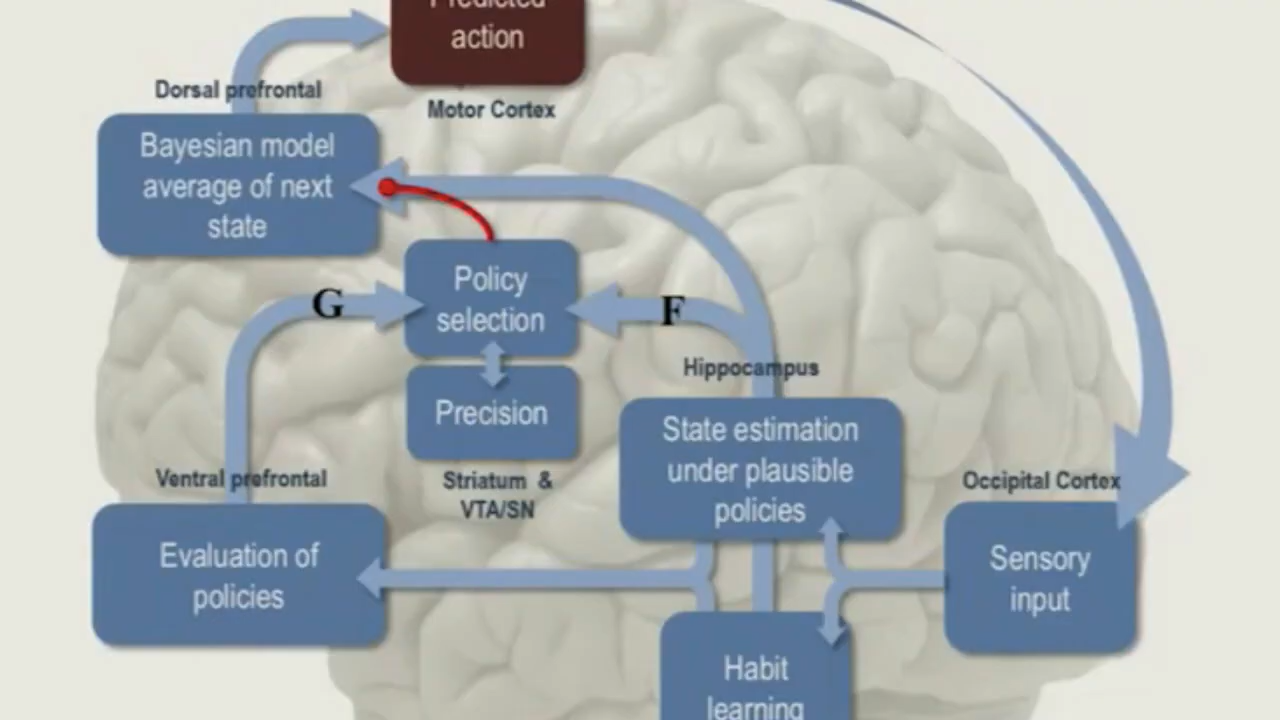 Predicted
action
Dorsal prefrontal
Motor Cortex
Bayesian model
average of next
state
Policy
selection
G
F
Hippocampus
Precision
State estimation
under plausible
policies
Ventral prefrontal
Striatum &
VTA/SN
Occipital Cortex
Evaluation of
policies
Sensory
input
Habit
learning